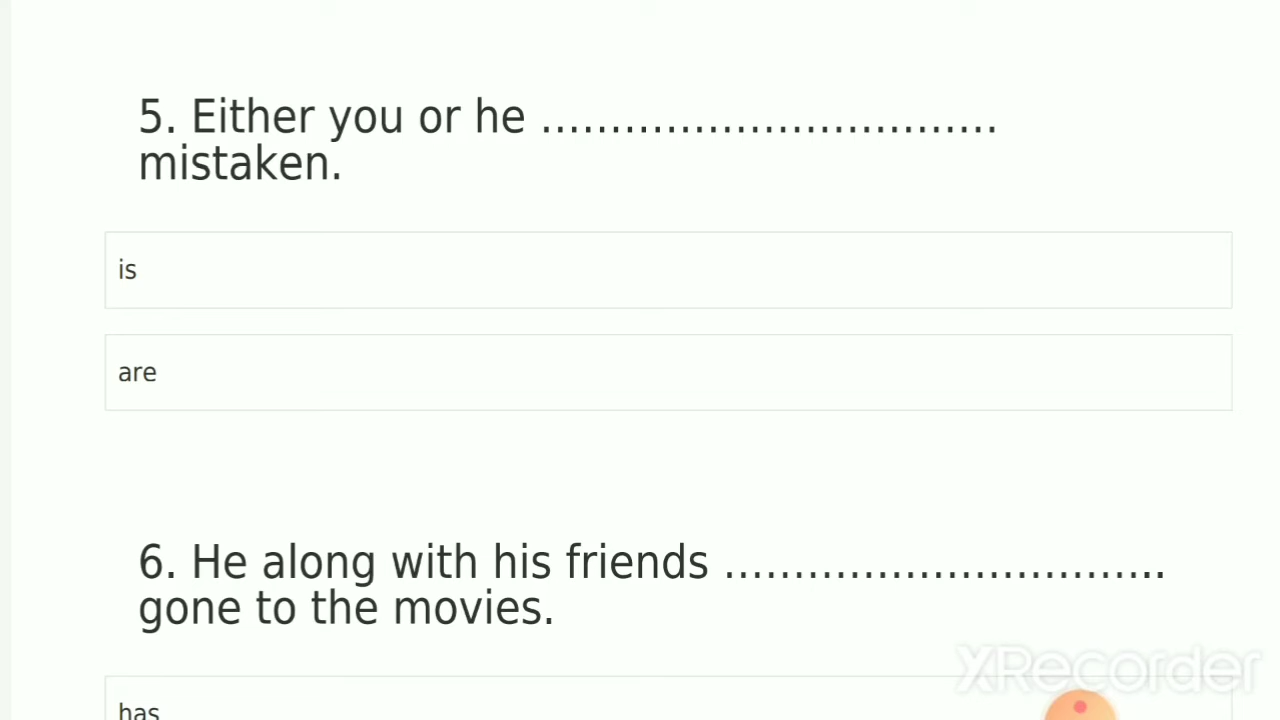 5. Either you or he .................................
mistaken.
is
are
6. He along with his friends ................................
gone to the movies.
has
XRecorder